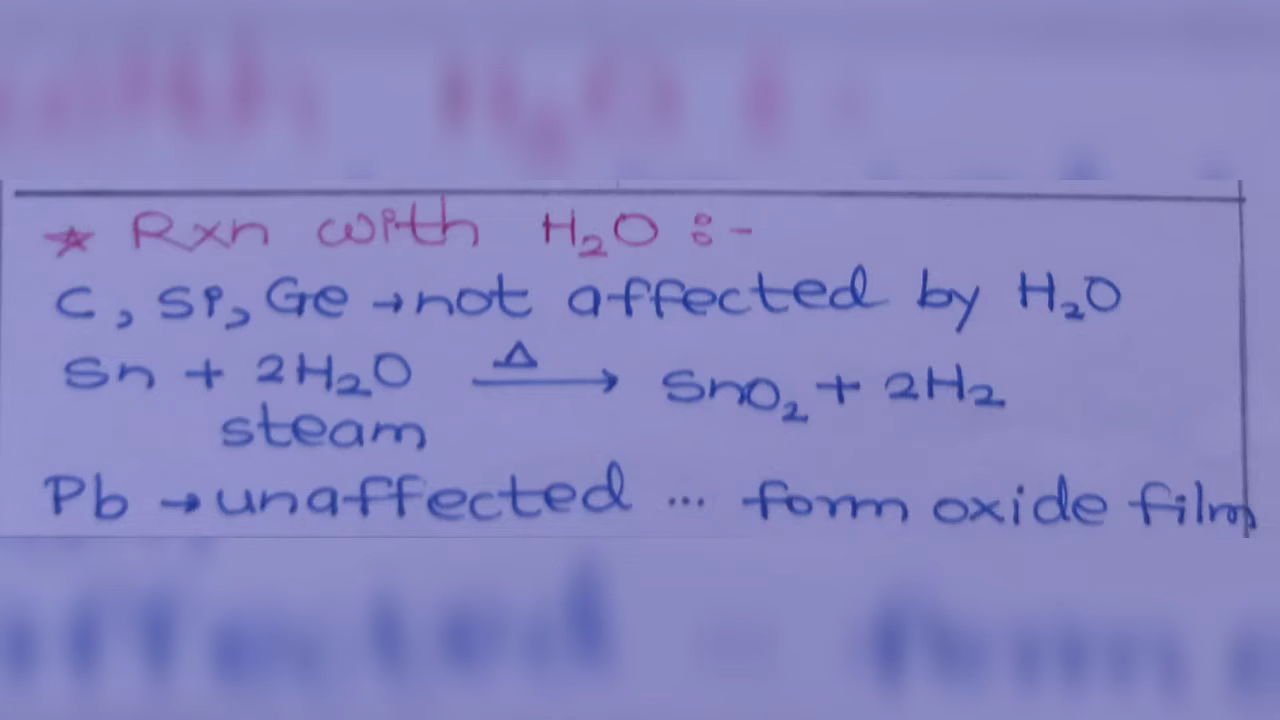 ★ Rxn with H₂O :-
C, Si, Ge → not affected by H₂O
Sn + 2H₂O —Δ→ SnO₂ + 2H₂
steam
Pb → unaffected ... form oxide film